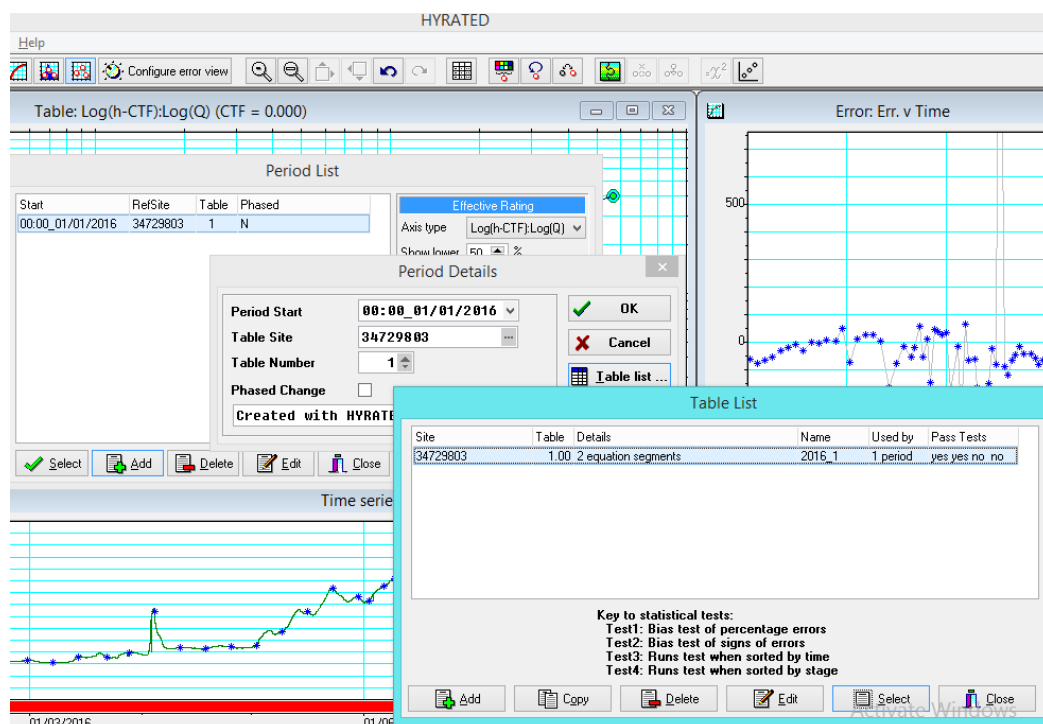 HYRATED
Help
Configure error view
Table: Log(h-CTF):Log(Q) (CTF = 0.000)
Error: Err. v Time
Period List
Start RefSite Table Phased
00:00_01/01/2016 34729803 1 N
Effective Rating
Axis type Log(h-CTF):Log(Q)
Show lower 50 %
500
0
Period Details
Period Start 00:00_01/01/2016
Table Site 34729803
Table Number 1
Phased Change
Created with HYRATE
OK
Cancel
Table list ...
Select Add Delete Edit Close
Time serie
01/03/2016
01/06
Table List
Site Table Details Name Used by Pass Tests
34729803 1.00 2 equation segments 2016_1 1 period yes yes no no
Key to statistical tests:
Test1: Bias test of percentage errors
Test2: Bias test of signs of errors
Test3: Runs test when sorted by time
Test4: Runs test when sorted by stage
Add Copy Delete Edit Select Close
Activate Windows